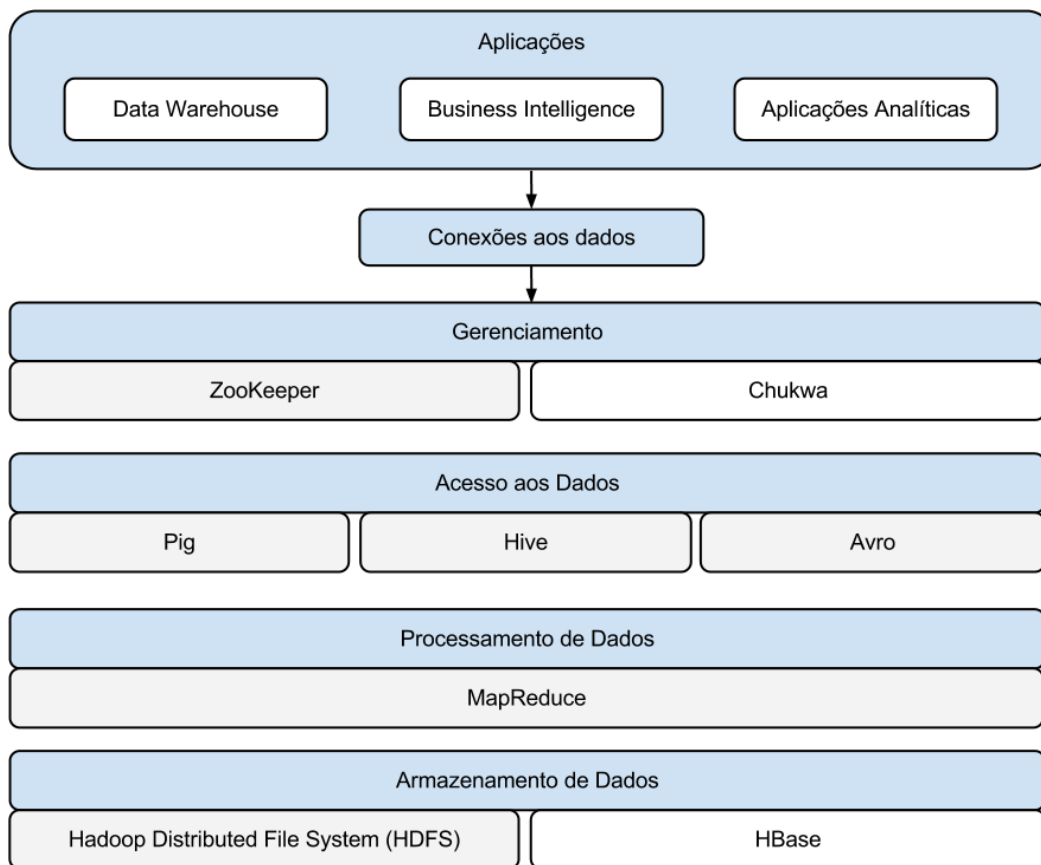 Aplicações
Data Warehouse
Business Intelligence
Aplicações Analíticas
Conexões aos dados
Gerenciamento
ZooKeeper
Chukwa
Acesso aos Dados
Pig
Hive
Avro
Processamento de Dados
MapReduce
Armazenamento de Dados
Hadoop Distributed File System (HDFS)
HBase